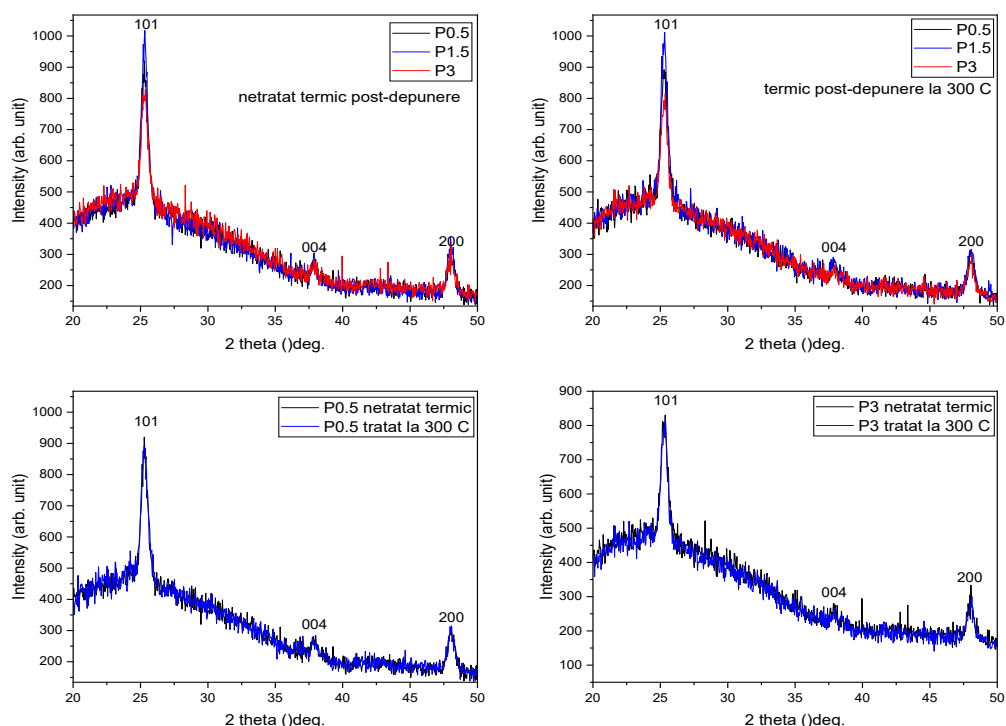 101
P0.5
P1.5
P3
netratat termic post-depunere
004
200
1000
900
800
700
600
500
400
300
200
Intensity (arb. unit)
20 25 30 35 40 45 50
2 theta ()deg.
101
P0.5
P1.5
P3
termic post-depunere la 300 C
004
200
1000
900
800
700
600
500
400
300
200
Intensity (arb. unit)
20 25 30 35 40 45 50
2 theta ()deg.
101
P0.5 netratat termic
P0.5 tratat la 300 C
004
200
1000
900
800
700
600
500
400
300
200
Intensity (arb. unit)
20 25 30 35 40 45 50
2 theta ()deg.
101
P3 netratat termic
P3 tratat la 300 C
004
200
900
800
700
600
500
400
300
200
100
Intensity (arb. unit)
20 25 30 35 40 45 50
2 theta ()deg.